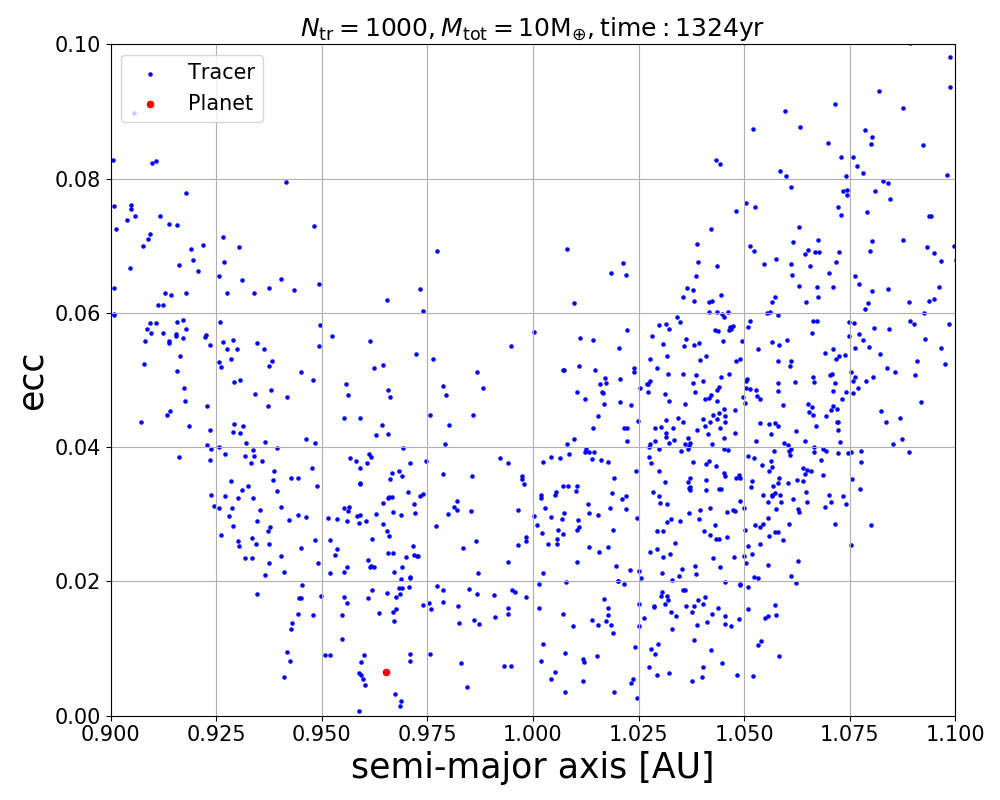 N_tr = 1000, M_tot = 10M_⊕, time : 1324yr
Tracer
Planet
ecc
0.10
0.08
0.06
0.04
0.02
0.00
0.900 0.925 0.950 0.975 1.000 1.025 1.050 1.075 1.100
semi-major axis [AU]